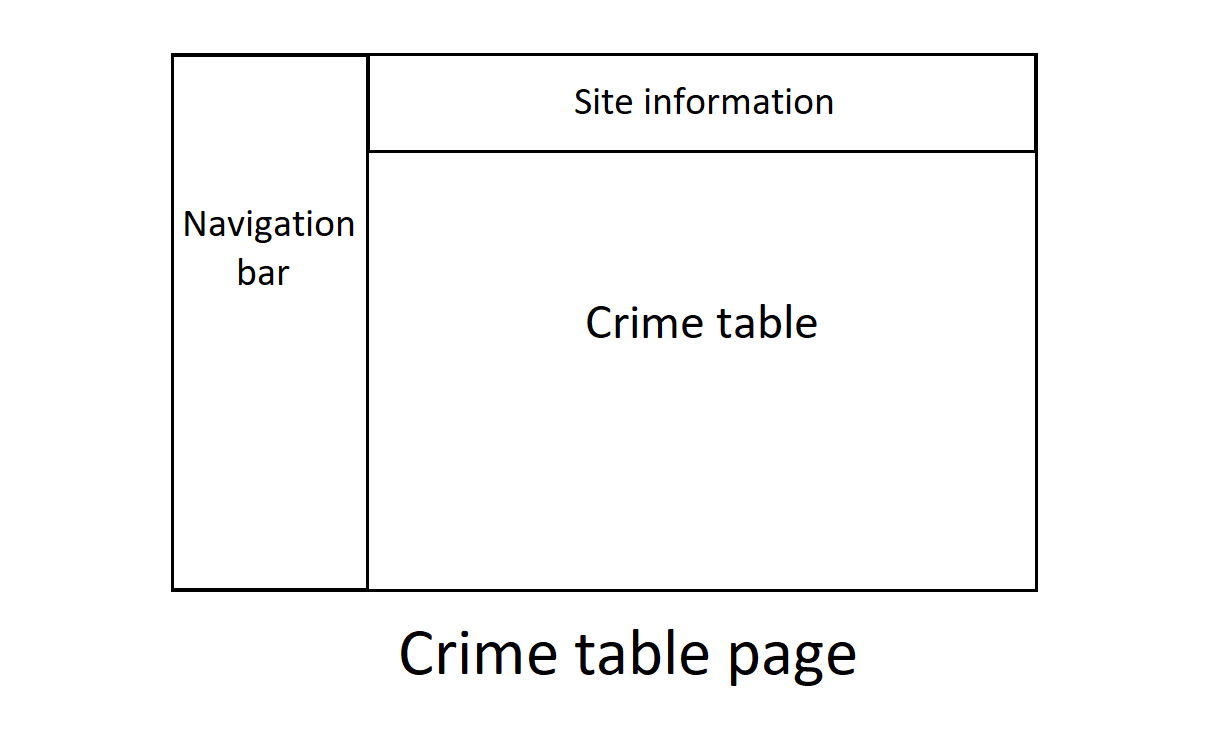 Site information
Navigation
bar
Crime table
Crime table page